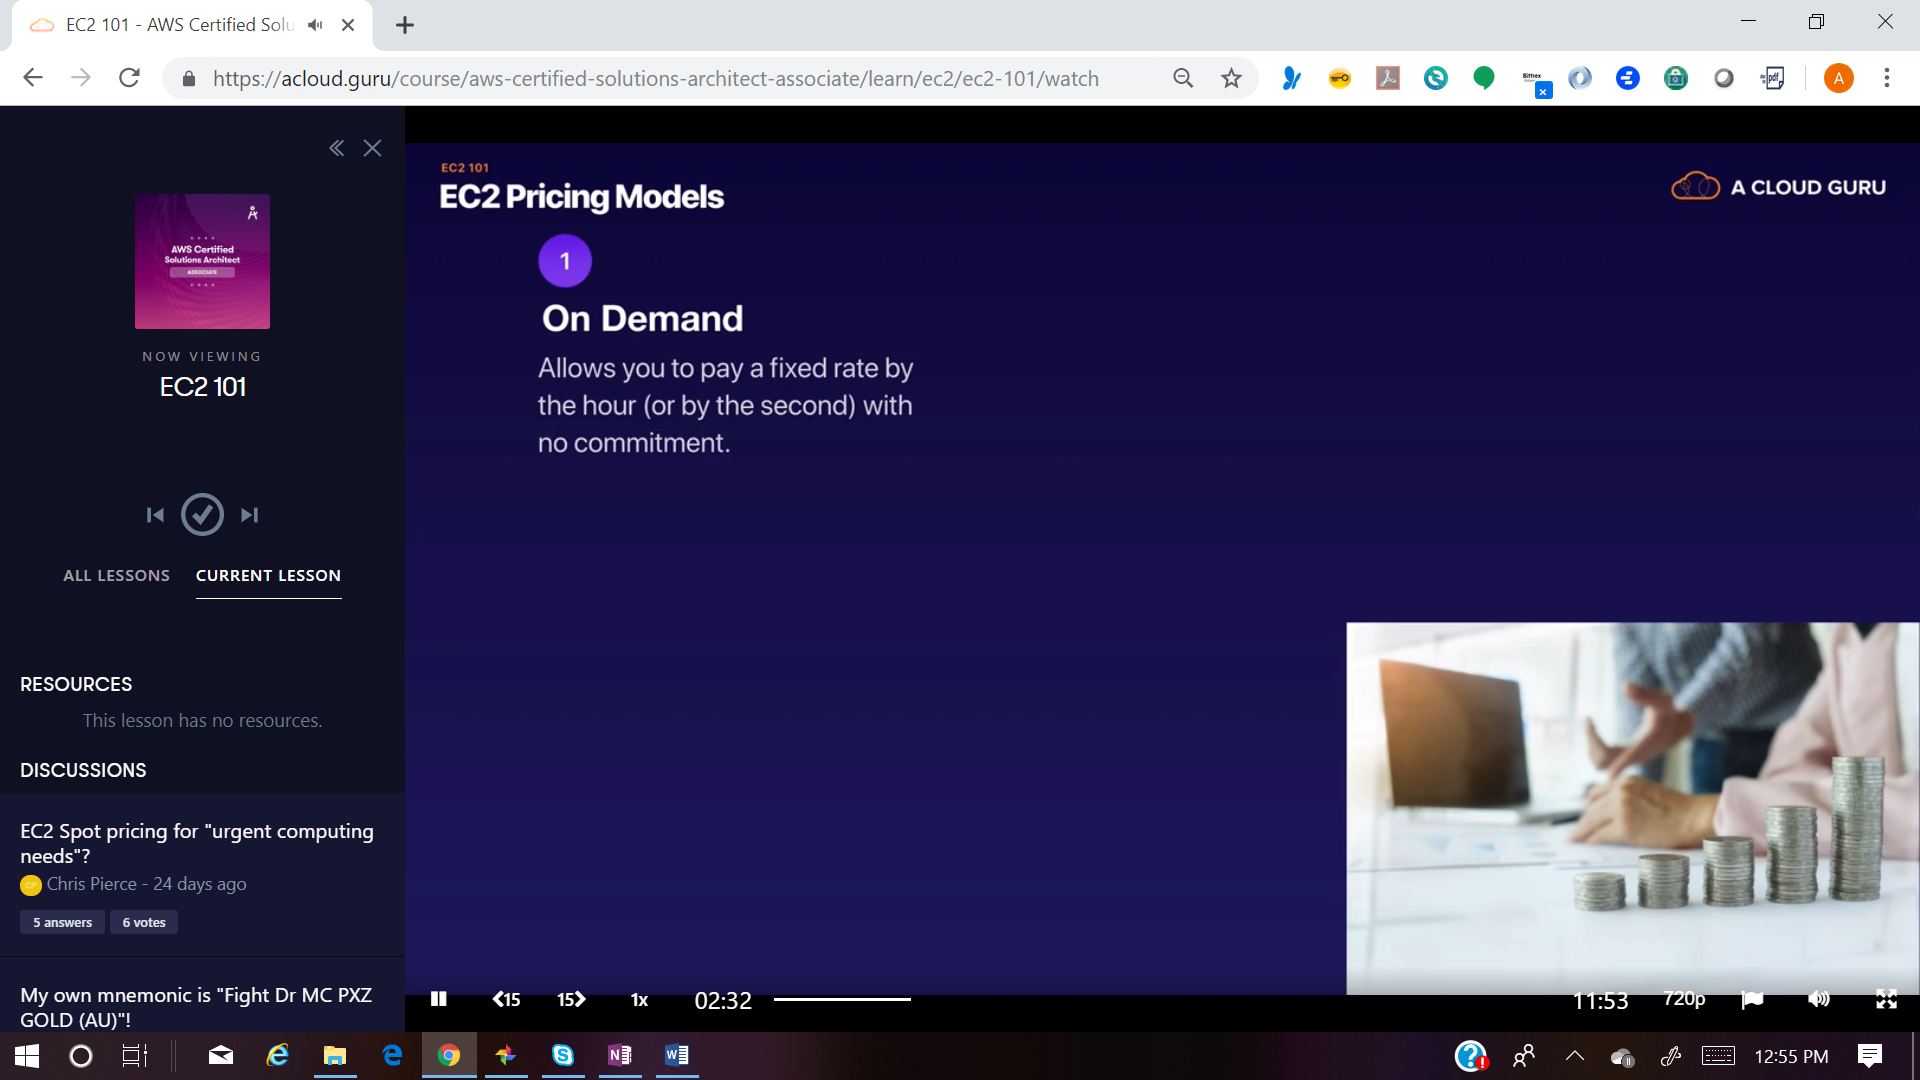 EC2 101 - AWS Certified Solu
https://acloud.guru/course/aws-certified-solutions-architect-associate/learn/ec2/ec2-101/watch
A
AWS Certified
Solutions Architect
ASSOCIATE
NOW VIEWING
EC2 101
ALL LESSONS
CURRENT LESSON
RESOURCES
This lesson has no resources.
DISCUSSIONS
EC2 Spot pricing for "urgent computing
needs"?
Chris Pierce - 24 days ago
5 answers
6 votes
My own mnemonic is "Fight Dr MC PXZ
GOLD (AU)"!
EC2 101
EC2 Pricing Models
A CLOUD GURU
1
On Demand
Allows you to pay a fixed rate by
the hour (or by the second) with
no commitment.
15
15
1x
02:32
11:53
720p
12:55 PM